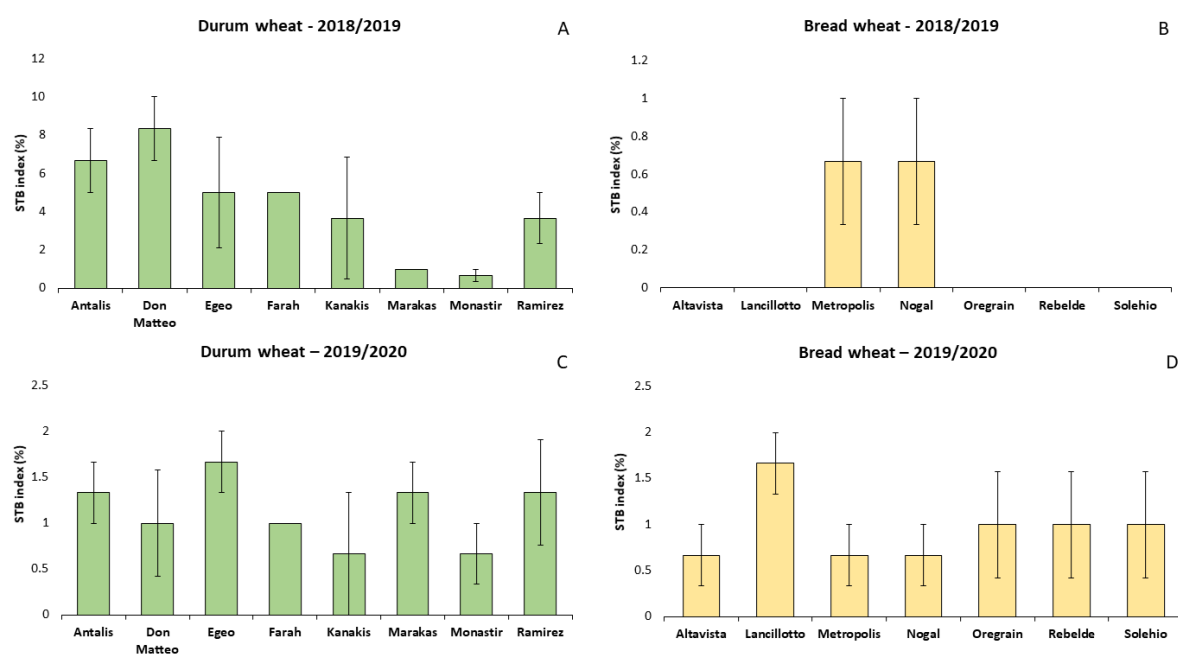 Durum wheat - 2018/2019
A
12
10
8
6
4
2
0
STB index (%)
Antalis
Don
Matteo
Egeo
Farah
Kanakis
Marakas
Monastir
Ramirez
Bread wheat - 2018/2019
B
1.2
1
0.8
0.6
0.4
0.2
0
STB index (%)
Altavista
Lancillotto
Metropolis
Nogal
Oregrain
Rebelde
Solehio
Durum wheat – 2019/2020
C
2.5
2
1.5
1
0.5
0
STB index (%)
Antalis
Don
Matteo
Egeo
Farah
Kanakis
Marakas
Monastir
Ramirez
Bread wheat – 2019/2020
D
2.5
2
1.5
1
0.5
0
STB index (%)
Altavista
Lancillotto
Metropolis
Nogal
Oregrain
Rebelde
Solehio